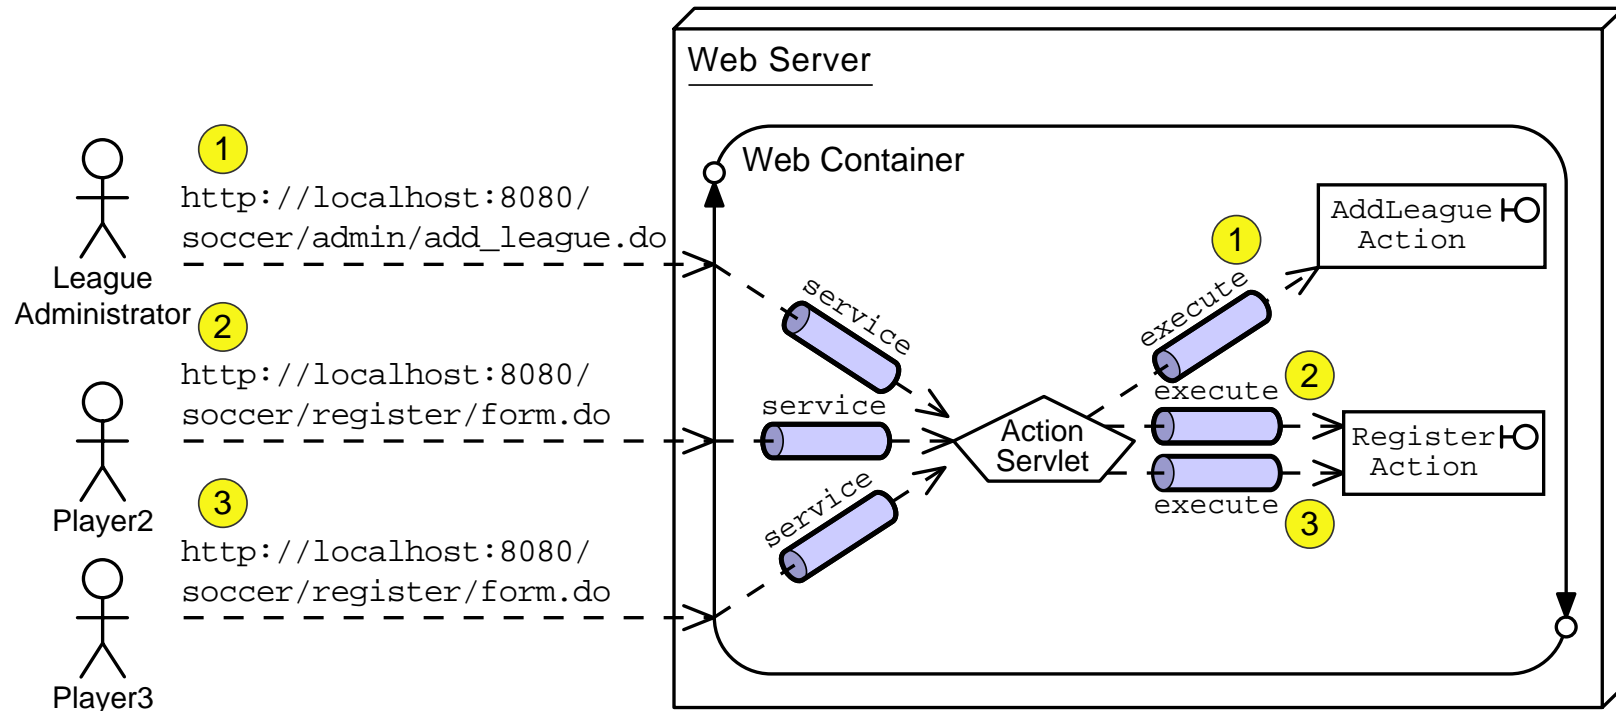 Web Server
Web Container
1
http://localhost:8080/
soccer/admin/add_league.do
League
Administrator
2
http://localhost:8080/
soccer/register/form.do
Player2
3
http://localhost:8080/
soccer/register/form.do
Player3
service
service
service
Action
Servlet
1
execute
AddLeague
Action
2
execute
Register
Action
execute
3